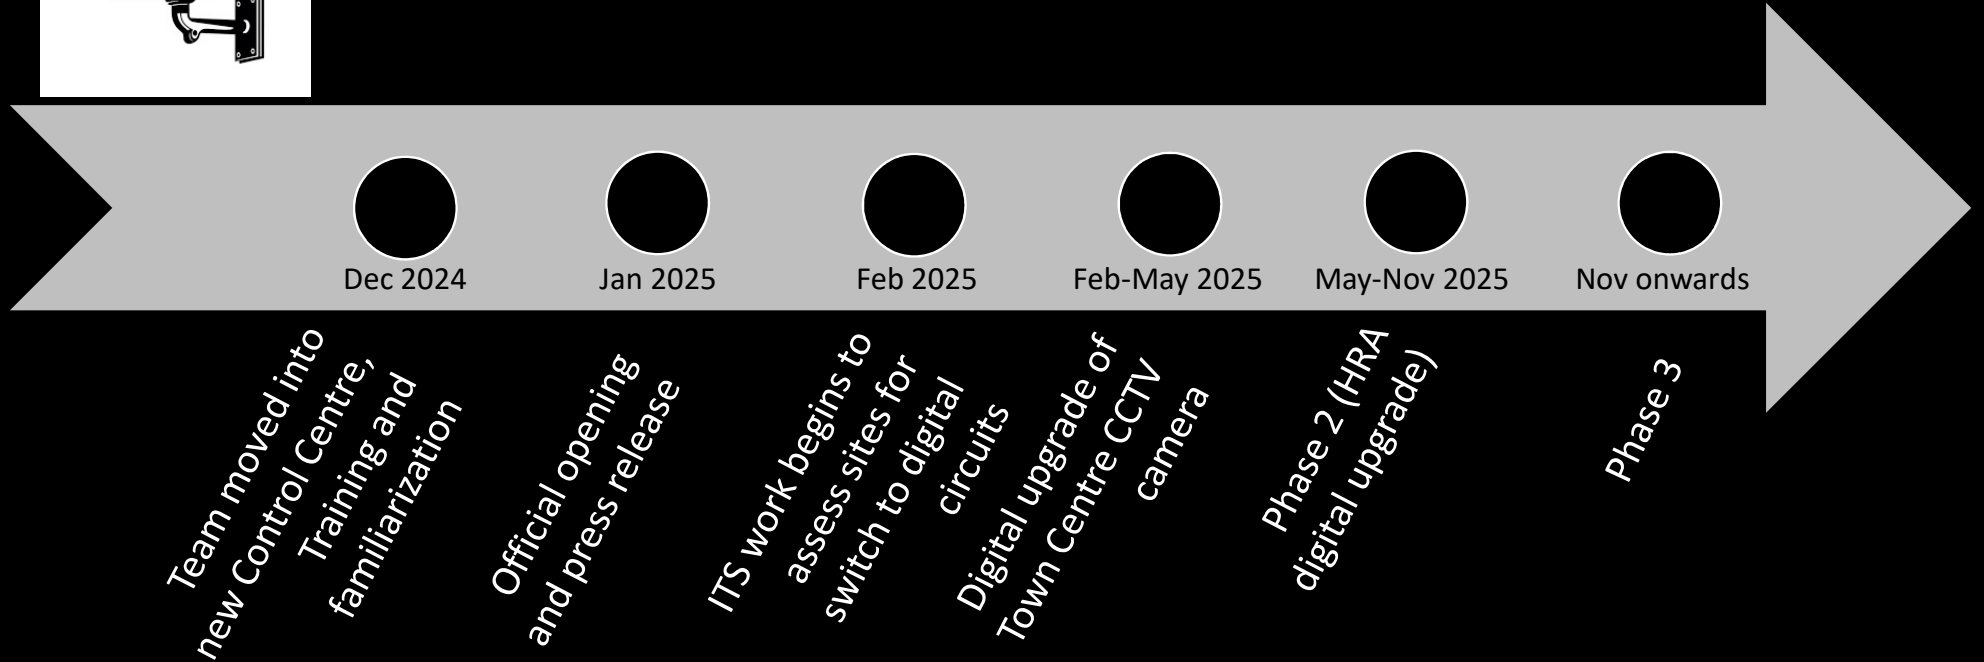 Dec 2024
Jan 2025
Feb 2025
Feb-May 2025
May-Nov 2025
Nov onwards
Team moved into
new Control Centre,
Training and
familiarization
Official opening
and press release
ITS work begins to
assess sites for
switch to digital
circuits
Digital upgrade of
Town Centre CCTV
camera
Phase 2 (HRA
digital upgrade)
Phase 3